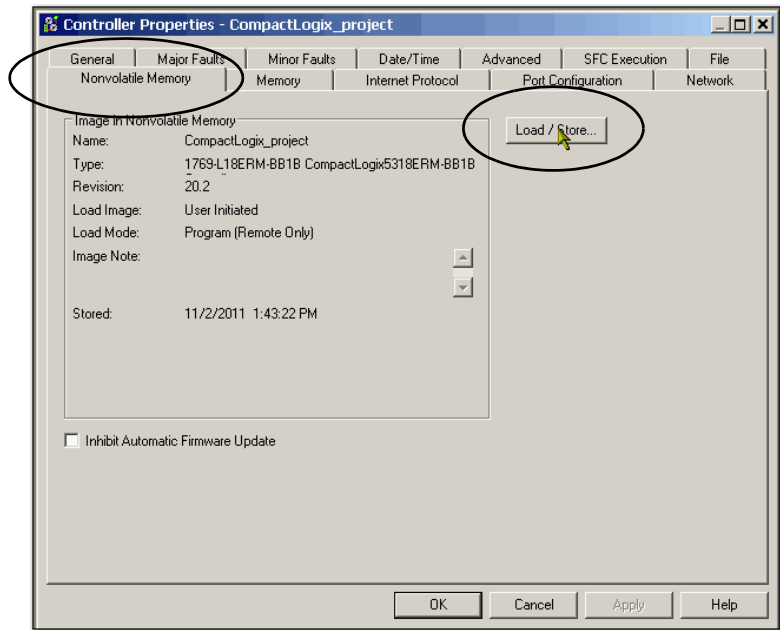 Controller Properties - CompactLogix_project
General Major Faults Minor Faults Date/Time Advanced SFC Execution File
Nonvolatile Memory Memory Internet Protocol Port Configuration Network
Image in Nonvolatile Memory
Load / Store...
Name: CompactLogix_project
Type: 1769-L18ERM-BB1B CompactLogix5318ERM-BB1B
Revision: 20.2
Load Image: User Initiated
Load Mode: Program (Remote Only)
Image Note:
Stored: 11/2/2011 1:43:22 PM
Inhibit Automatic Firmware Update
OK Cancel Apply Help